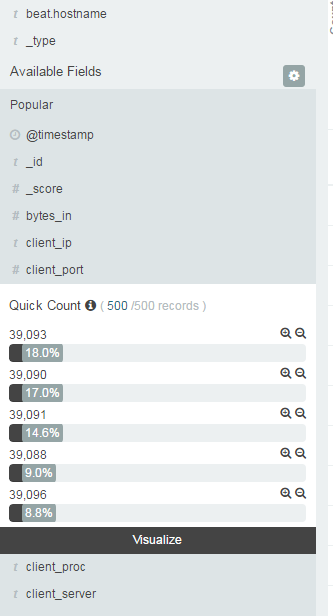 t beat.hostname
t _type
Available Fields
Popular
@timestamp
t _id
# _score
# bytes_in
t client_ip
# client_port
Quick Count ( 500 /500 records )
39,093
18.0%
39,090
17.0%
39,091
14.6%
39,088
9.0%
39,096
8.8%
Visualize
t client_proc
t client_server